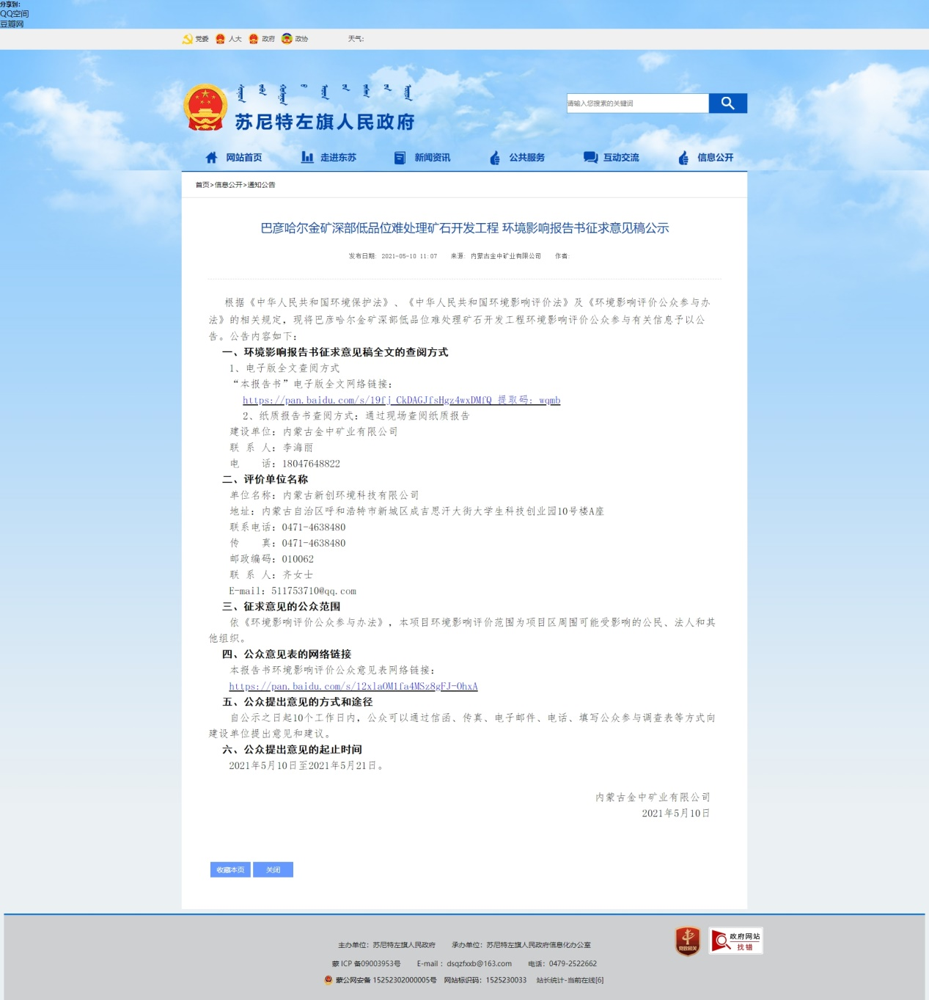 分享到:
QQ空间
豆瓣网
党委 人大 政府 政协 天气:
苏尼特左旗人民政府
请输入您搜索的关键词
网站首页 走进东苏 新闻资讯 公共服务 互动交流 信息公开
首页>信息公开>通知公告
巴彦哈尔金矿深部低品位难处理矿石开发工程 环境影响报告书征求意见稿公示
发布日期: 2021-05-10 11:07 来源: 内蒙古金中矿业有限公司 作者:
根据《中华人民共和国环境保护法》、《中华人民共和国环境影响评价法》及《环境影响评价公众参与办
法》的相关规定，现将巴彦哈尔金矿深部低品位难处理矿石开发工程环境影响评价公众参与有关信息予以公
告。公告内容如下：
一、环境影响报告书征求意见稿全文的查阅方式
1、电子版全文查阅方式
“本报告书”电子版全文网络链接：
https://pan.baidu.com/s/19fj_CkDAGJfsHgz4wxDMfQ 提取码: wqmb
2、纸质报告书查阅方式：通过现场查阅纸质报告
建设单位：内蒙古金中矿业有限公司
联 系 人：李海丽
电 话：18047648822
二、评价单位名称
单位名称：内蒙古新创环境科技有限公司
地址：内蒙古自治区呼和浩特市新城区成吉思汗大街大学生科技创业园10号楼A座
联系电话：0471-4638480
传 真：0471-4638480
邮政编码：010062
联 系 人：齐女士
E-mail：511753710@qq.com
三、征求意见的公众范围
依《环境影响评价公众参与办法》，本项目环境影响评价范围为项目区周围可能受影响的公民、法人和其
他组织。
四、公众意见表的网络链接
本报告书环境影响评价公众意见表网络链接：
https://pan.baidu.com/s/12xlaOM1fa4MSz8gFJ-OhxA
五、公众提出意见的方式和途径
自公示之日起10个工作日内，公众可以通过信函、传真、电子邮件、电话、填写公众参与调查表等方式向
建设单位提出意见和建议。
六、公众提出意见的起止时间
2021年5月10日至2021年5月21日。
内蒙古金中矿业有限公司
2021年5月10日
收藏本页 关闭
主办单位：苏尼特左旗人民政府 承办单位：苏尼特左旗人民政府信息化办公室
蒙 ICP 备09003953号 E-mail：dsqzfxxb@163.com 电话：0479-2522662
蒙公网安备 15252302000005号 网站标识码：1525230033 站长统计-当前在线[6]
党政机关
政府网站
找错